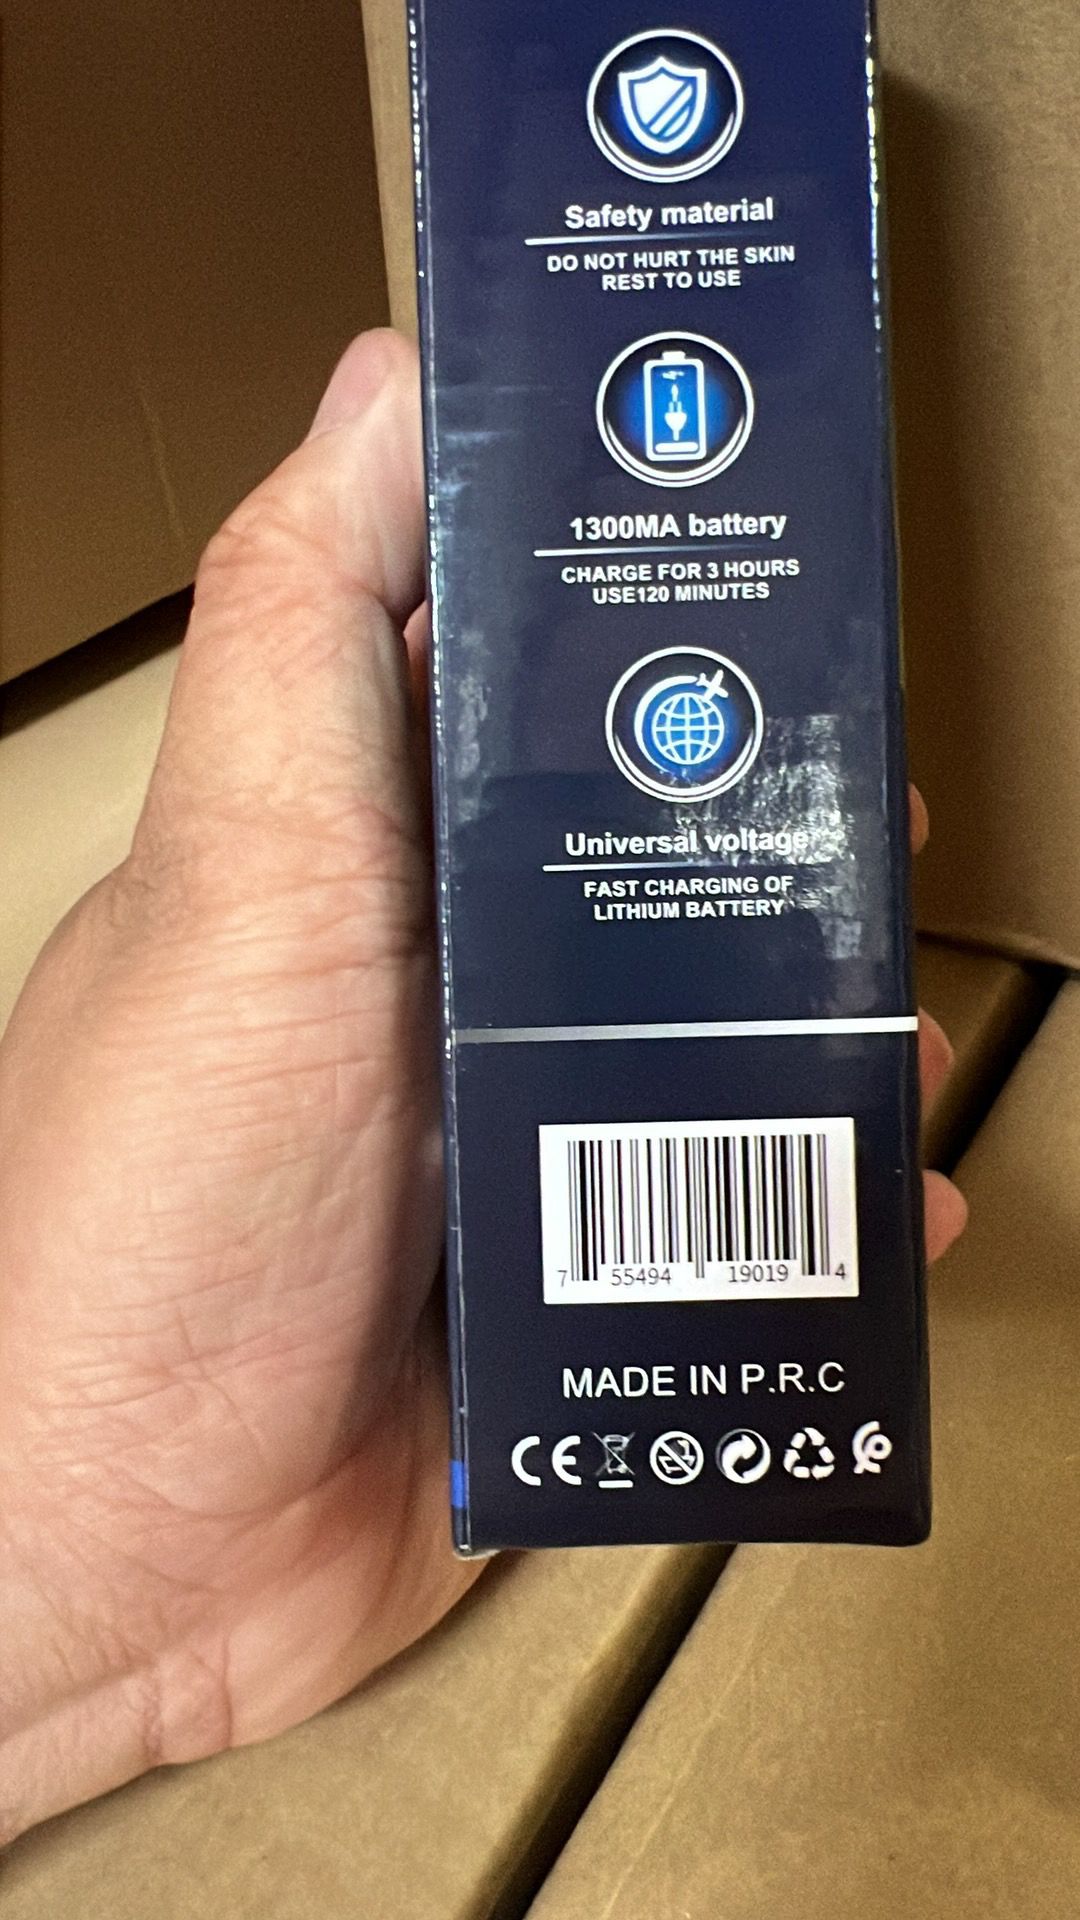 Safety material
DO NOT HURT THE SKIN
REST TO USE
1300MA battery
CHARGE FOR 3 HOURS
USE120 MINUTES
Universal voltage
FAST CHARGING OF
LITHIUM BATTERY
7 55494 19019 4
MADE IN P.R.C
CE